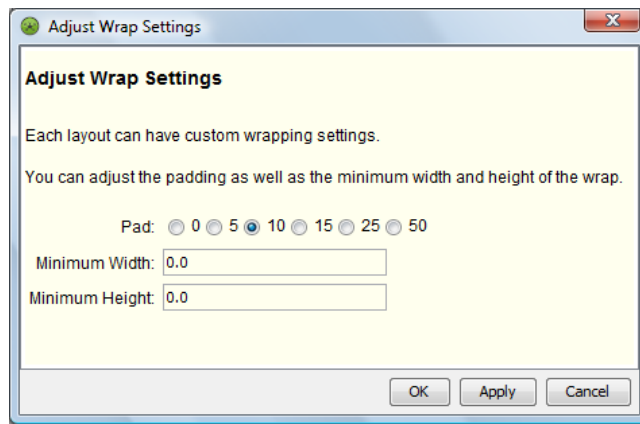 Adjust Wrap Settings
Adjust Wrap Settings
Each layout can have custom wrapping settings.
You can adjust the padding as well as the minimum width and height of the wrap.
Pad: 0 5 10 15 25 50
Minimum Width: 0.0
Minimum Height: 0.0
OK Apply Cancel